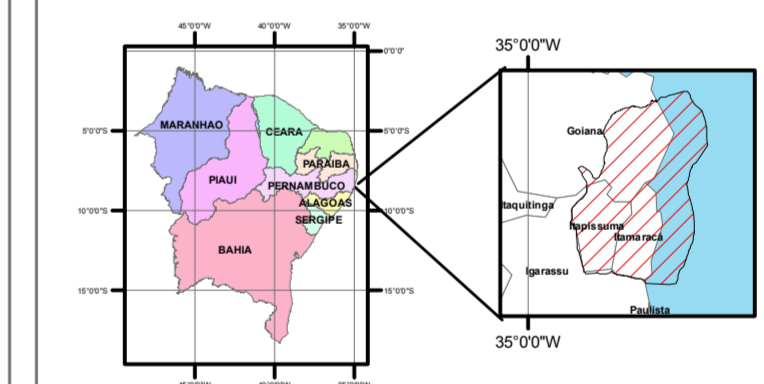 45°0'0"W 40°0'0"W 35°0'0"W
0°0'0"
MARANHAO
CEARA
5°0'0"S 5°0'0"S
PARAIBA
PIAUI
PERNAMBUCO
ALAGOAS
10°0'0"S 10°0'0"S
SERGIPE
BAHIA
15°0'0"S 15°0'0"S
35°0'0"W
Goiana
Itaquitinga
Itapissuma
Itamaracá
Igarassu
Paulista
35°0'0"W